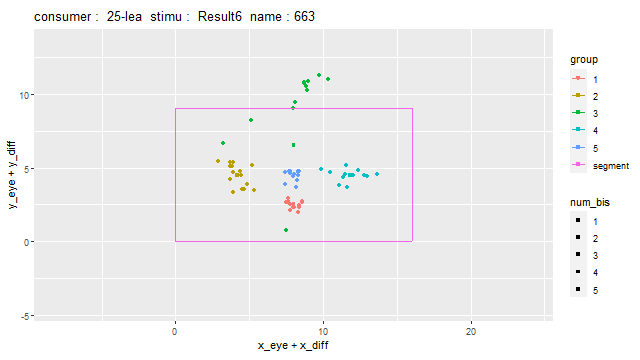 consumer :  25-lea  stimu :  Result6  name : 663
y_eye + y_diff
10
5
0
-5
0
10
20
x_eye + x_diff
group
1
2
3
4
5
segment
num_bis
1
2
3
4
5